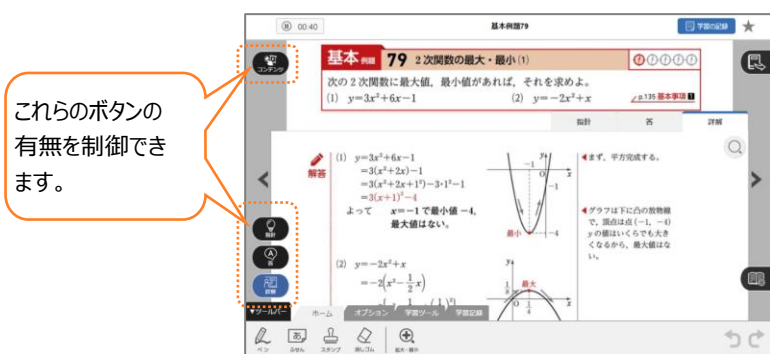 これらのボタンの
有無を制御でき
ます。
00:40
基本例題79
学習の記録
コンテンツ
基本 例題 79 2次関数の最大・最小(1)
次の2次関数に最大値，最小値があれば，それを求めよ。
(1) y=3x²+6x−1 (2) y=−2x²+x
p.135 基本事項 1
指針 答 詳解
解答
(1) y=3x²+6x−1
=3(x²+2x)−1
=3(x²+2x+1²)−3・1²−1
=3(x+1)²−4
よって x=−1 で最小値 −4,
最大値はない。
y
−1
O
x
−1
最小
−4
◀まず，平方完成する。
◀グラフは下に凸の放物線
で，頂点は点(−1, −4)
yの値はいくらでも大き
くなるから，最大値はな
い。
指針
答
詳解
(2) y=−2x²+x
=−2(x²−1/2 x)
y
1/8
最大
O
1/4
x
▼ツールバー
ホーム オプション 学習ツール 学習記録
ペン ふせん スタンプ 消しゴム 拡大・縮小